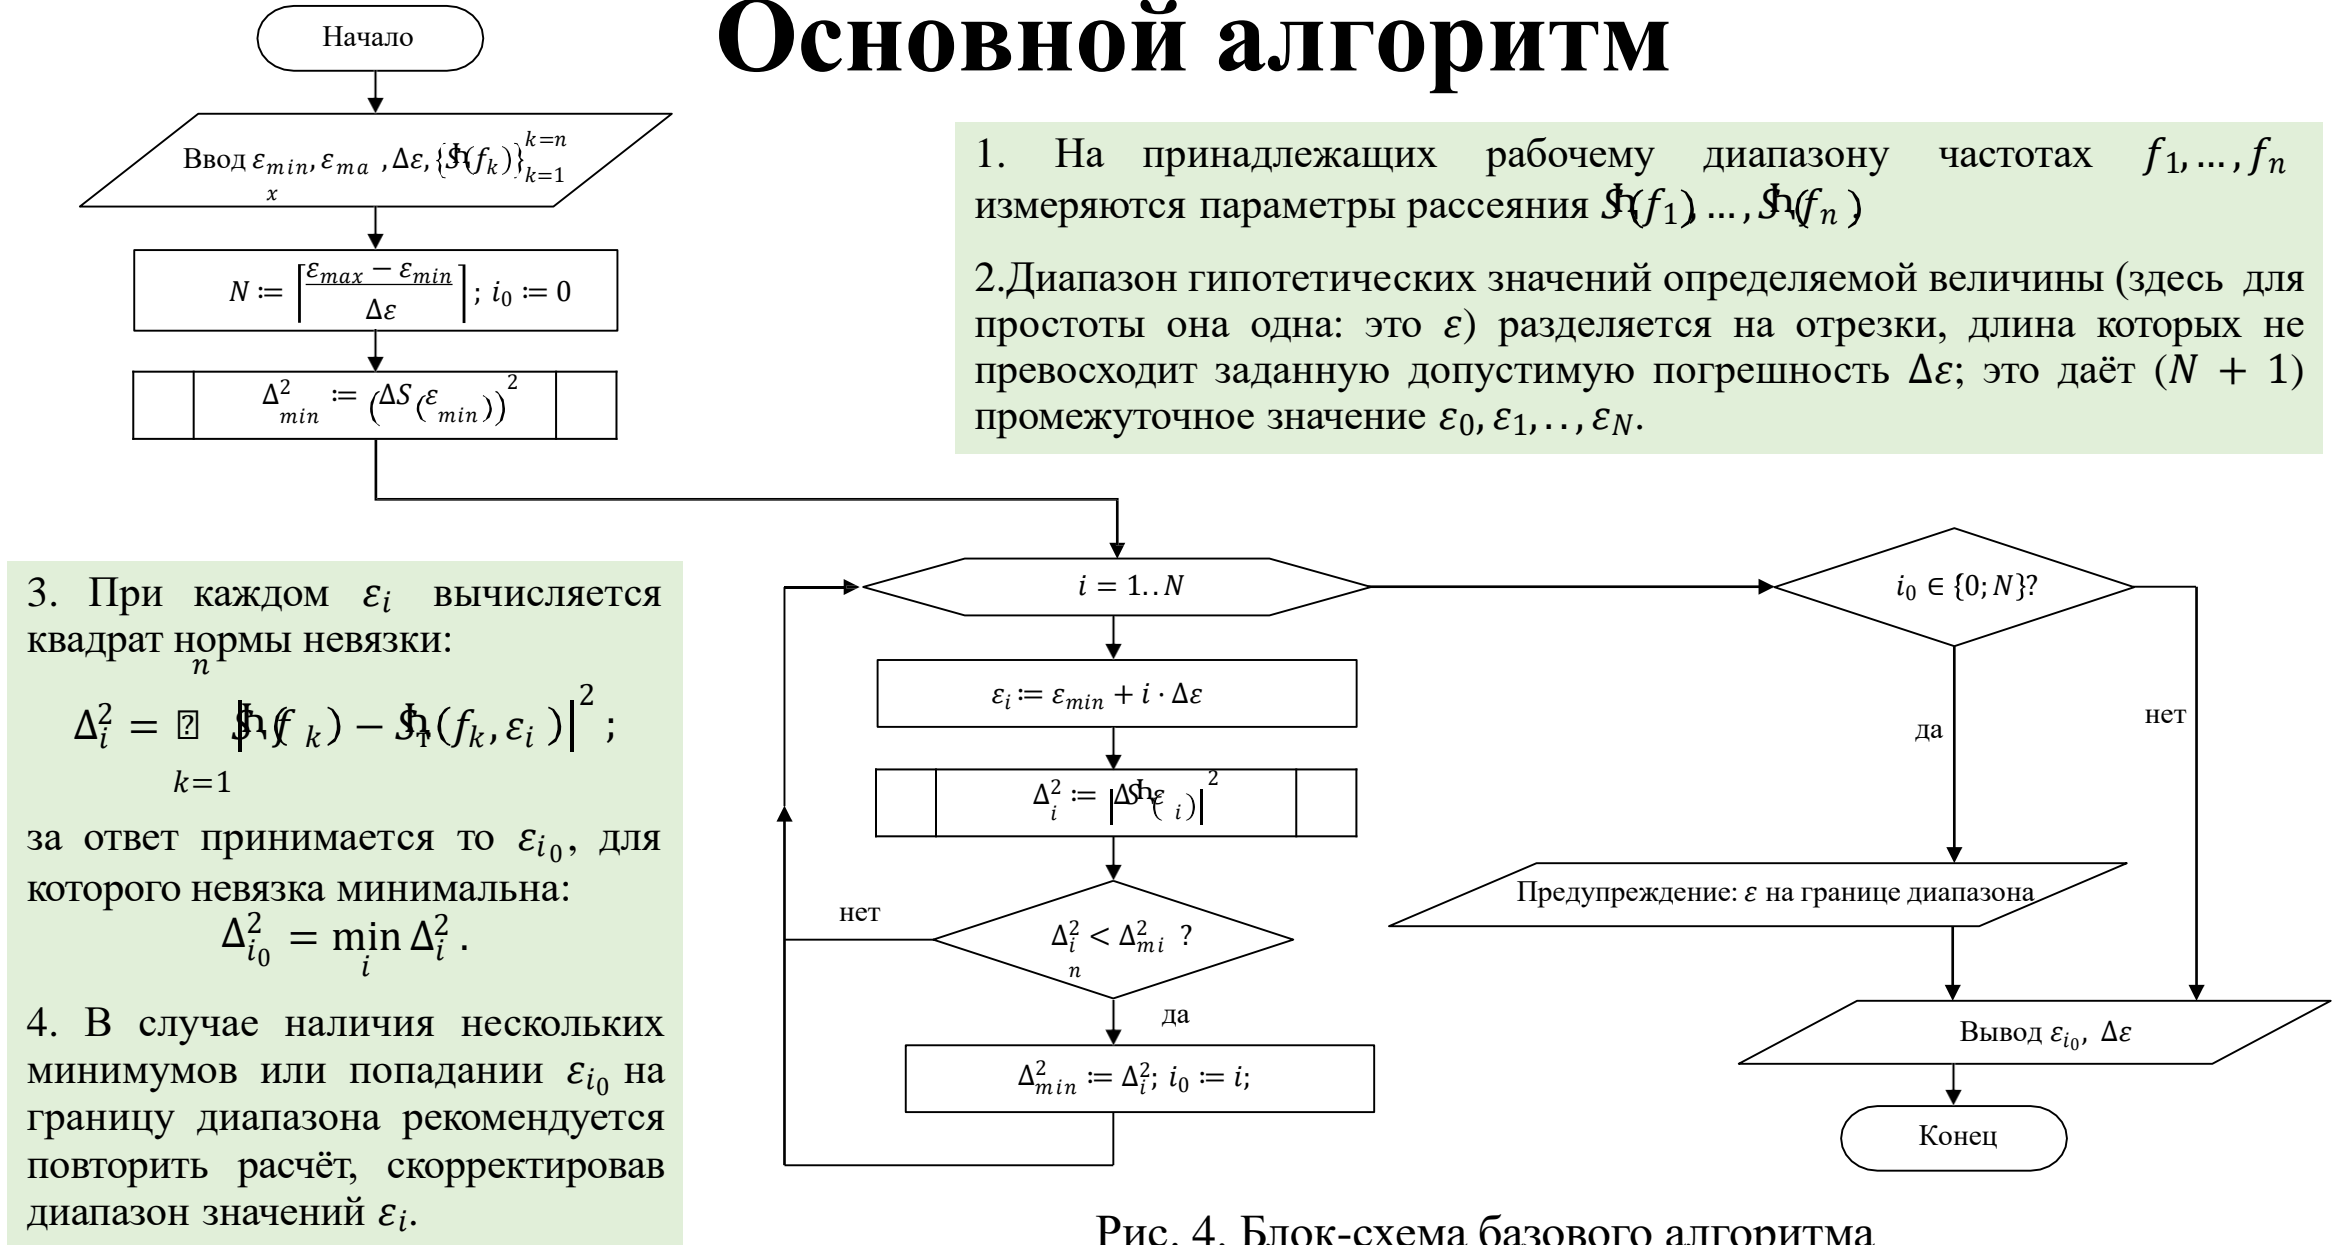 Основной алгоритм
Начало
Ввод ε_min, ε_max, Δε, {S(f_k)}_{k=1}^{k=n}
N ≔ ⌈(ε_max − ε_min)/Δε⌉; i_0 ≔ 0
Δ²_min ≔ (ΔS(ε_min))²
1. На принадлежащих рабочему диапазону частотах f_1, … , f_n
измеряются параметры рассеяния S(f_1), … , S(f_n)
2.Диапазон гипотетических значений определяемой величины (здесь для
простоты она одна: это ε) разделяется на отрезки, длина которых не
превосходит заданную допустимую погрешность Δε; это даёт (N + 1)
промежуточное значение ε_0, ε_1, . . , ε_N.
3. При каждом ε_i вычисляется
квадрат нормы невязки:
Δ_i² = ∑_{k=1}^{n} |S(f_k) − S_т(f_k, ε_i)|² ;
за ответ принимается то ε_{i_0}, для
которого невязка минимальна:
Δ²_{i_0} = min_i Δ_i² .
4. В случае наличия нескольких
минимумов или попадании ε_{i_0} на
границу диапазона рекомендуется
повторить расчёт, скорректировав
диапазон значений ε_i.
i = 1. . N
ε_i ≔ ε_min + i · Δε
Δ_i² ≔ |ΔS(ε_i)|²
Δ_i² < Δ²_min ?
нет
да
Δ²_min ≔ Δ_i²; i_0 ≔ i;
i_0 ∈ {0; N}?
да
нет
Предупреждение: ε на границе диапазона
Вывод ε_{i_0}, Δε
Конец
Рис. 4. Блок-схема базового алгоритма